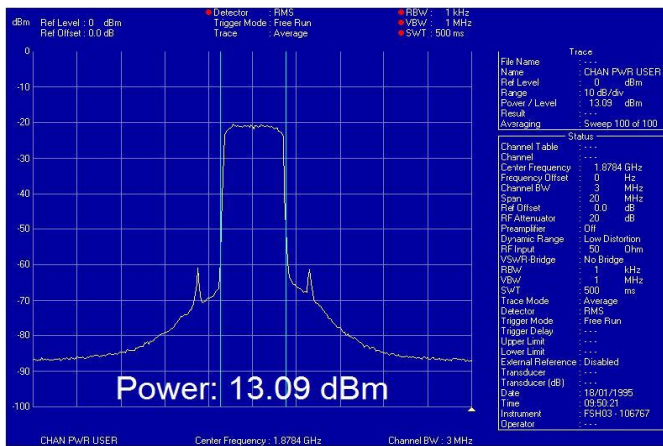 dBm Ref Level : 0 dBm Detector : RMS RBW : 1 kHz
Ref Offset : 0.0 dB Trigger Mode : Free Run VBW : 1 MHz
Trace : Average SWT : 500 ms
0
-10
-20
-30
-40
-50
-60
-70
-80
-90
-100
Power: 13.09 dBm
CHAN PWR USER Center Frequency : 1.8784 GHz Channel BW : 3 MHz
Trace
File Name : ---
Name : CHAN PWR USER
Ref Level : 0 dBm
Range : 10 dB/div
Power / Level : 13.09 dBm
Result : ---
Averaging : Sweep 100 of 100
Status
Channel Table : ---
Channel : ---
Center Frequency : 1.8784 GHz
Frequency Offset : 0 Hz
Channel BW : 3 MHz
Span : 20 MHz
Ref Offset : 0.0 dB
RF Attenuator : 20 dB
Preamplifier : Off
Dynamic Range : Low Distortion
RF Input : 50 Ohm
VSWR-Bridge : No Bridge
RBW : 1 kHz
VBW : 1 MHz
SWT : 500 ms
Trace Mode : Average
Detector : RMS
Trigger Mode : Free Run
Trigger Delay : ---
Upper Limit : ---
Lower Limit : ---
External Reference : Disabled
Transducer : ---
Transducer (dB) : ---
Date : 18/01/1995
Time : 09:50:21
Instrument : FSH03 - 106767
Operator : ---